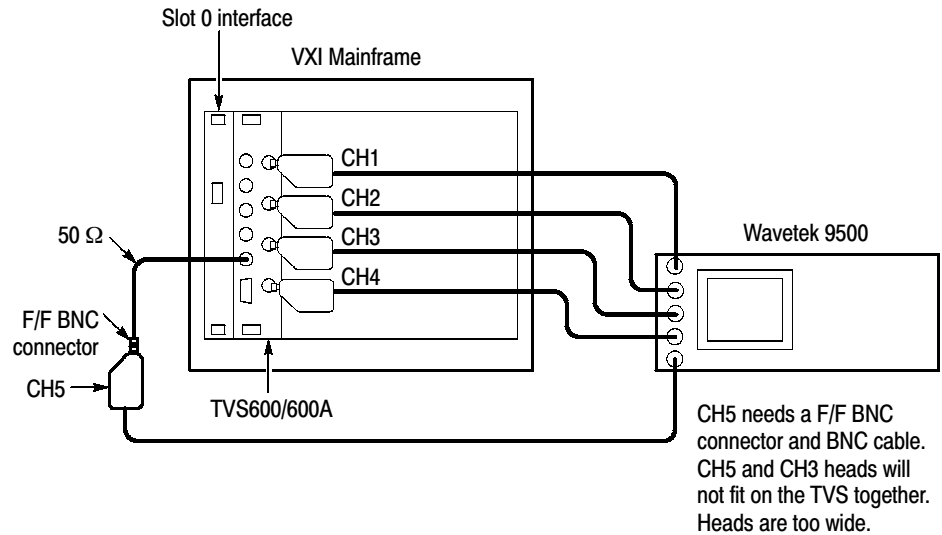 Slot 0 interface
VXI Mainframe
CH1
CH2
CH3
CH4
50 Ω
Wavetek 9500
F/F BNC
connector
CH5
TVS600/600A
CH5 needs a F/F BNC
connector and BNC cable.
CH5 and CH3 heads will
not fit on the TVS together.
Heads are too wide.